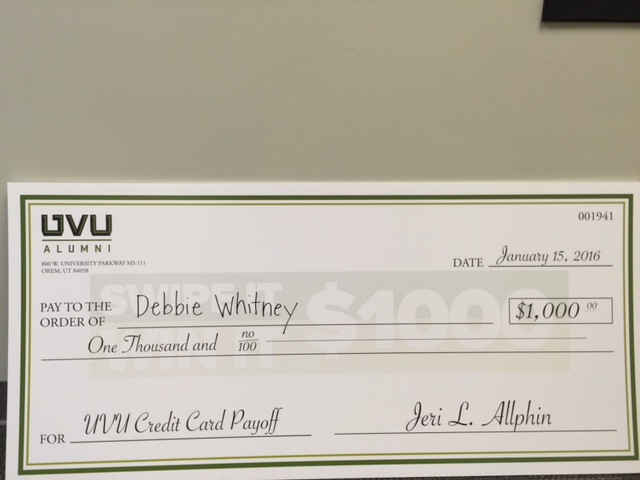 UVU
ALUMNI
800 W. UNIVERSITY PARKWAY MS 111
OREM, UT 84058
001941
DATE January 15, 2016
SWIPE IT
WIN IT
$1000
PAY TO THE
ORDER OF Debbie Whitney $1,000 00
One Thousand and no/100
FOR UVU Credit Card Payoff Jeri L. Allphin